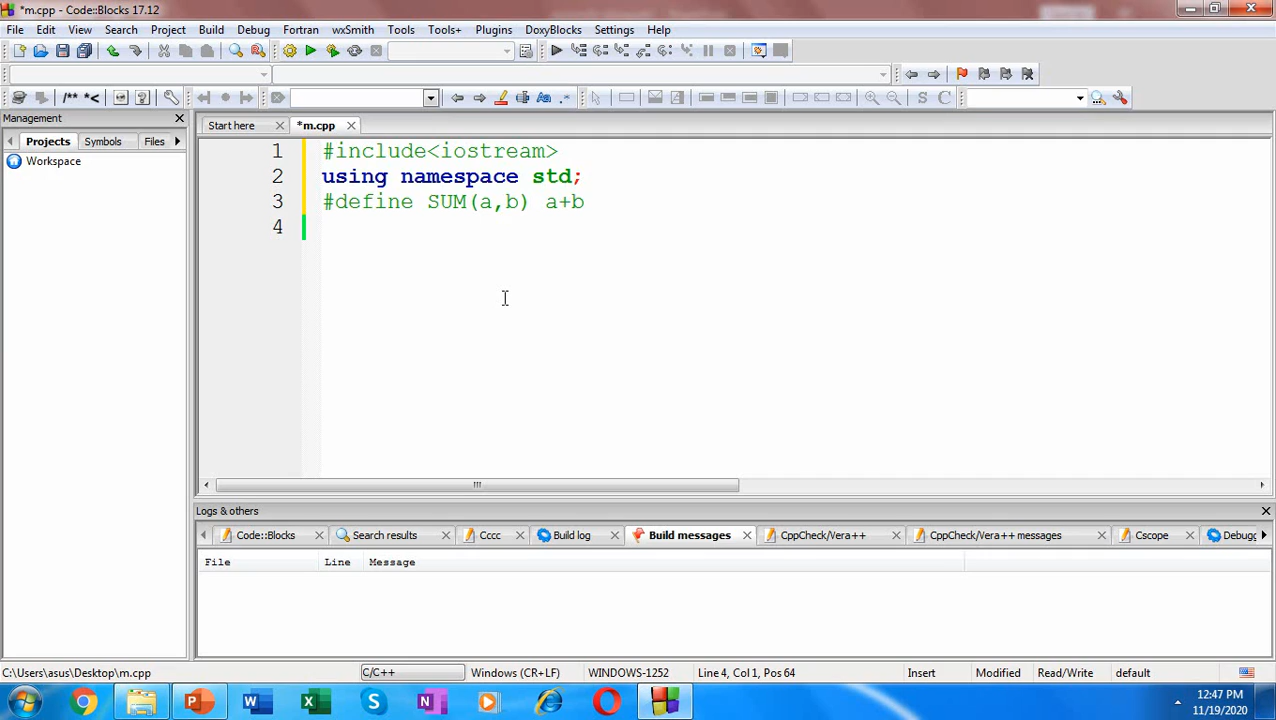 *m.cpp - Code::Blocks 17.12
File Edit View Search Project Build Debug Fortran wxSmith Tools Tools+ Plugins DoxyBlocks Settings Help
/** *<
S C
Management
Start here *m.cpp
Projects Symbols Files
Workspace
1 #include<iostream>
2 using namespace std;
3 #define SUM(a,b) a+b
4
Logs & others
Code::Blocks Search results Cccc Build log Build messages CppCheck/Vera++ CppCheck/Vera++ messages Cscope Debugg
File Line Message
C:\Users\asus\Desktop\m.cpp C/C++ Windows (CR+LF) WINDOWS-1252 Line 4, Col 1, Pos 64 Insert Modified Read/Write default
12:47 PM
11/19/2020